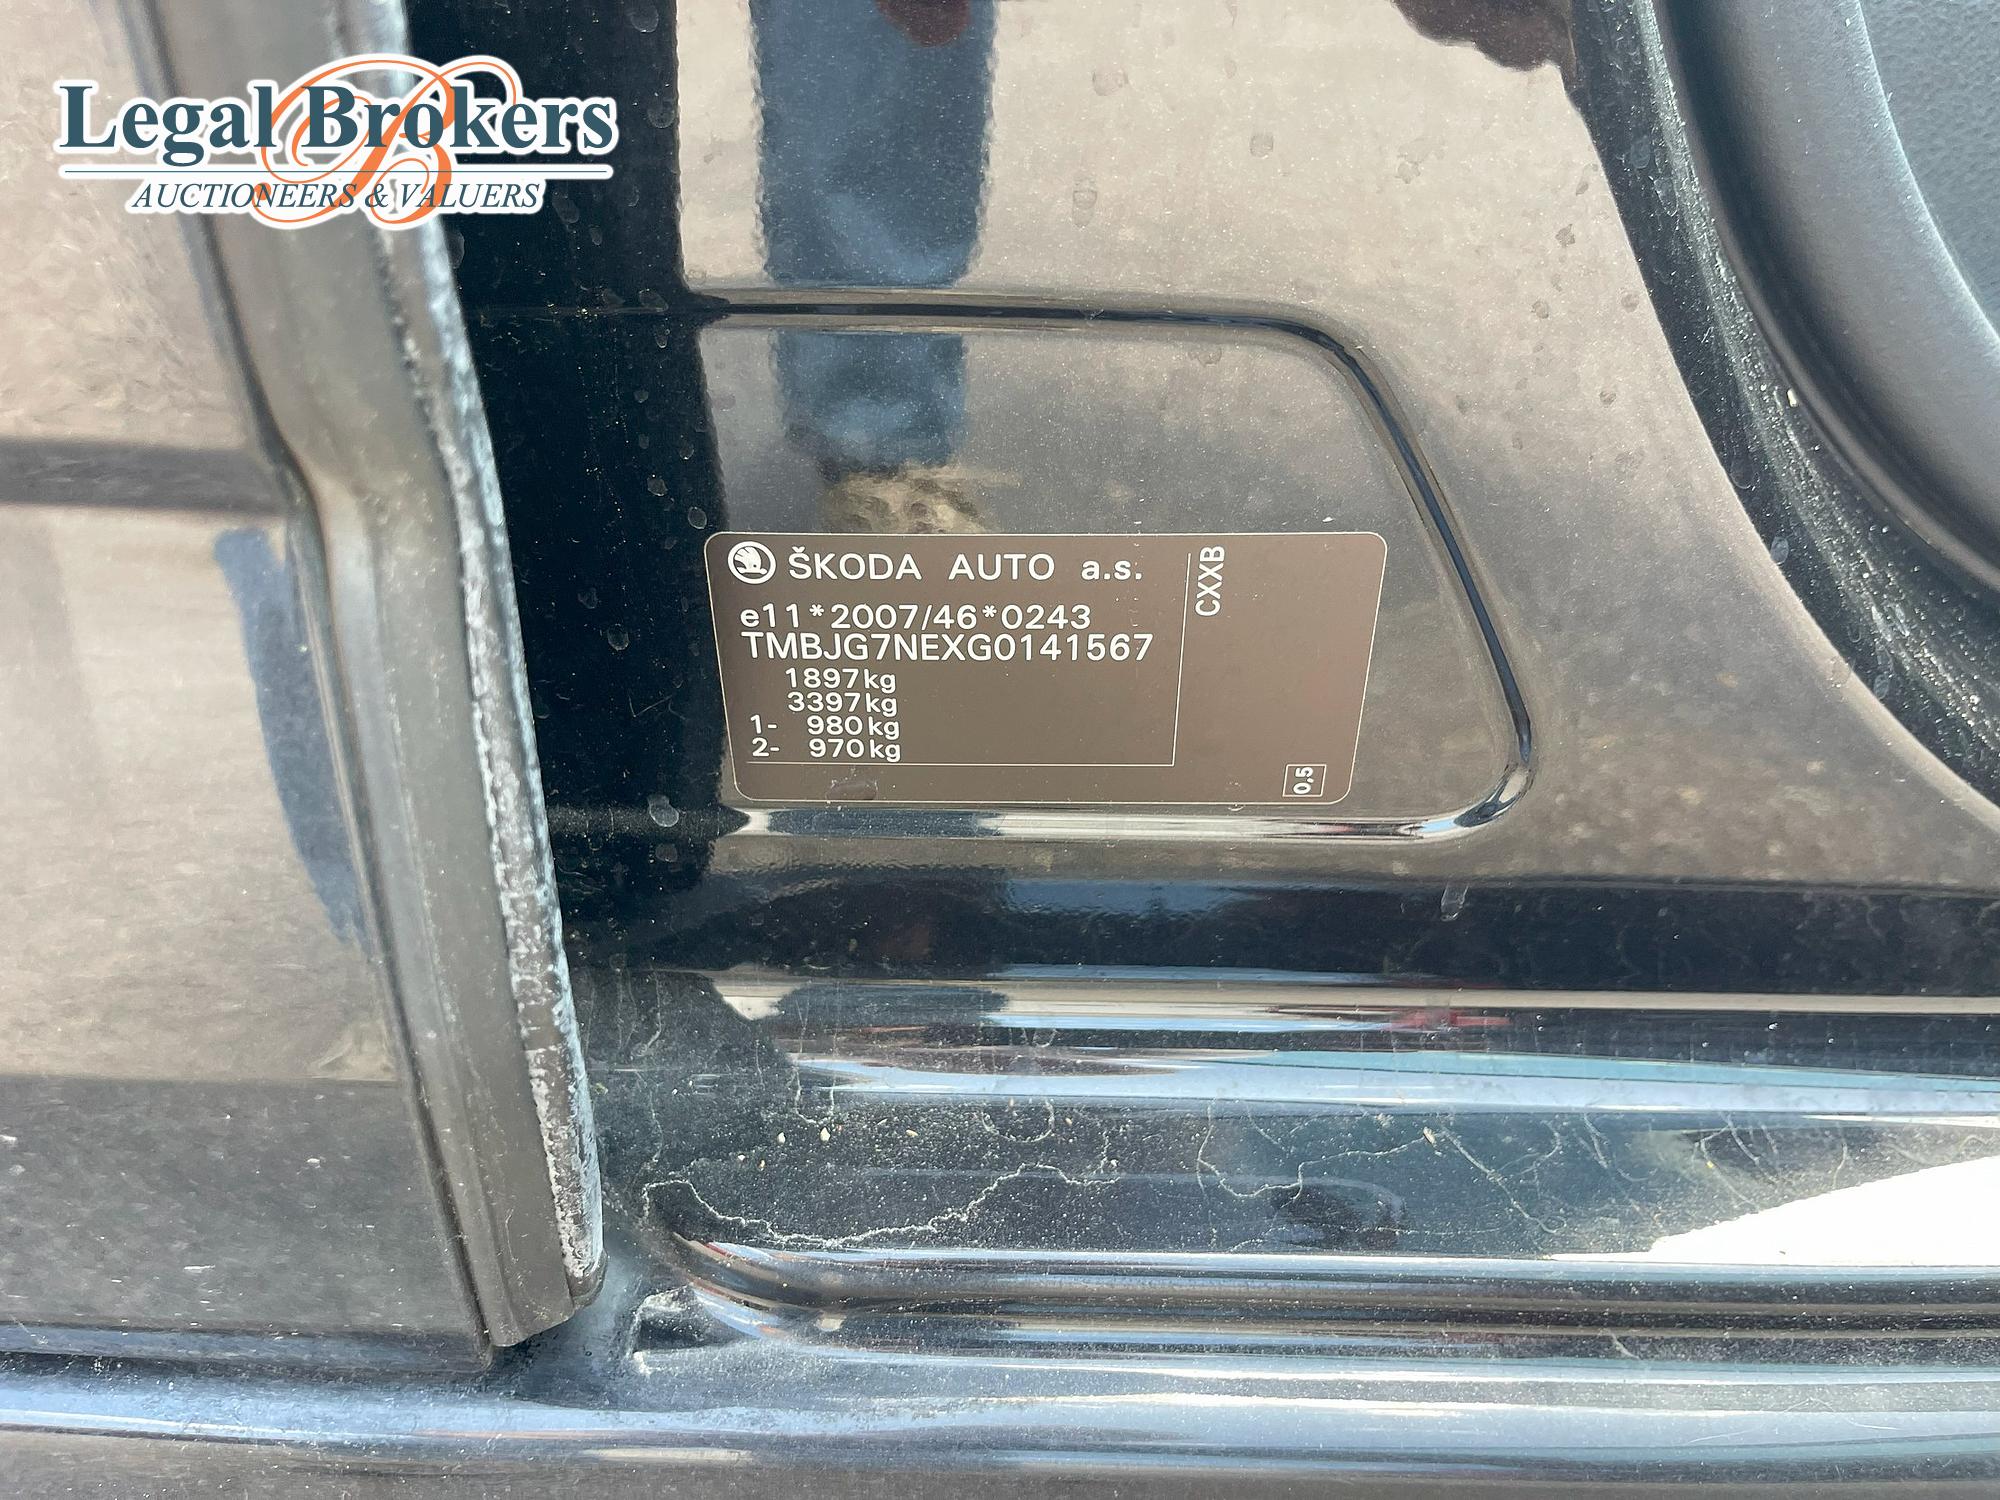 Legal Brokers
AUCTIONEERS & VALUERS
ŠKODA AUTO a.s.
e11*2007/46*0243
TMBJG7NEXG0141567
1897kg
3397kg
1- 980kg
2- 970kg
CXXB
0,5